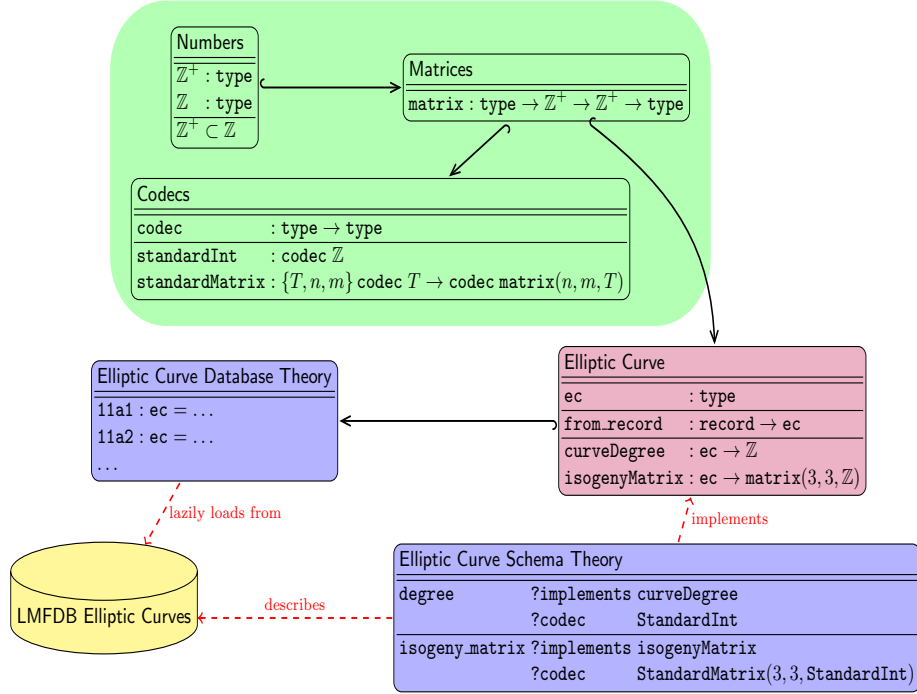 Numbers
ℤ⁺ : type
ℤ : type
ℤ⁺ ⊂ ℤ
Matrices
matrix : type → ℤ⁺ → ℤ⁺ → type
Codecs
codec : type → type
standardInt : codec ℤ
standardMatrix : {T, n, m} codec T → codec matrix(n, m, T)
Elliptic Curve Database Theory
11a1 : ec = ...
11a2 : ec = ...
...
Elliptic Curve
ec : type
from_record : record → ec
curveDegree : ec → ℤ
isogenyMatrix : ec → matrix(3, 3, ℤ)
lazily loads from
implements
LMFDB Elliptic Curves
describes
Elliptic Curve Schema Theory
degree ?implements curveDegree
?codec StandardInt
isogeny_matrix ?implements isogenyMatrix
?codec StandardMatrix(3, 3, StandardInt)